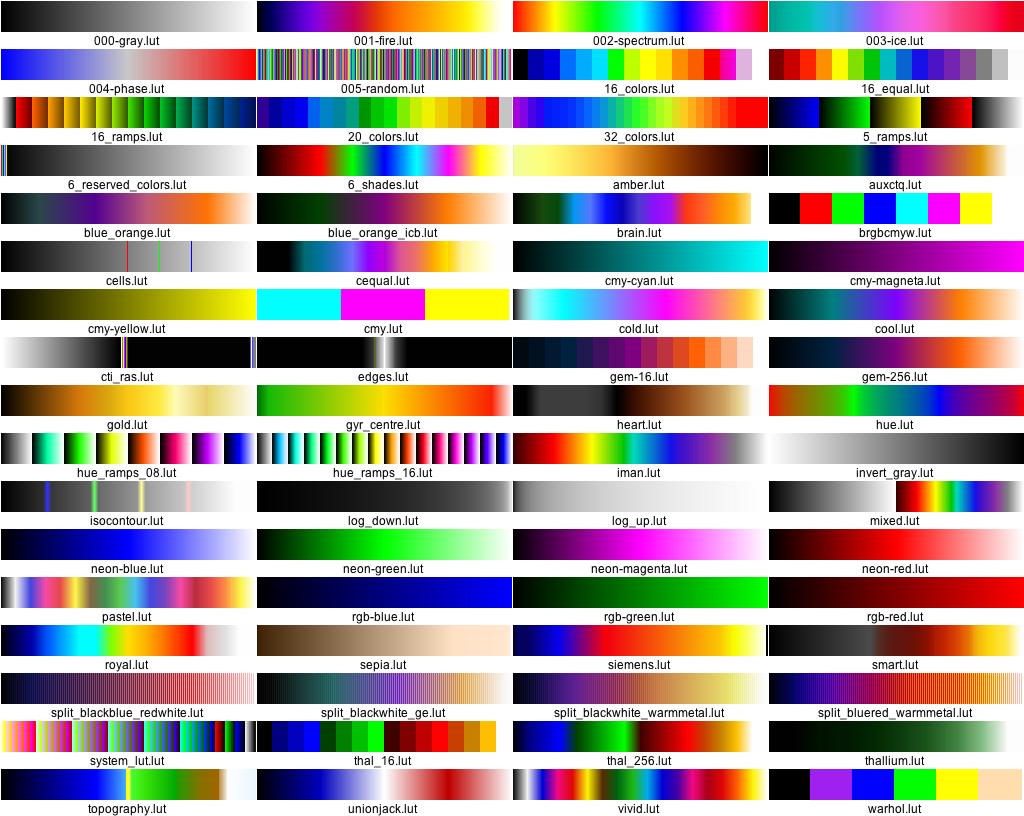 000-gray.lut 001-fire.lut 002-spectrum.lut 003-ice.lut
004-phase.lut 005-random.lut 16_colors.lut 16_equal.lut
16_ramps.lut 20_colors.lut 32_colors.lut 5_ramps.lut
6_reserved_colors.lut 6_shades.lut amber.lut auxctq.lut
blue_orange.lut blue_orange_icb.lut brain.lut brgbcmyw.lut
cells.lut cequal.lut cmy-cyan.lut cmy-magneta.lut
cmy-yellow.lut cmy.lut cold.lut cool.lut
cti_ras.lut edges.lut gem-16.lut gem-256.lut
gold.lut gyr_centre.lut heart.lut hue.lut
hue_ramps_08.lut hue_ramps_16.lut iman.lut invert_gray.lut
isocontour.lut log_down.lut log_up.lut mixed.lut
neon-blue.lut neon-green.lut neon-magenta.lut neon-red.lut
pastel.lut rgb-blue.lut rgb-green.lut rgb-red.lut
royal.lut sepia.lut siemens.lut smart.lut
split_blackblue_redwhite.lut split_blackwhite_ge.lut split_blackwhite_warmmetal.lut split_bluered_warmmetal.lut
system_lut.lut thal_16.lut thal_256.lut thallium.lut
topography.lut unionjack.lut vivid.lut warhol.lut